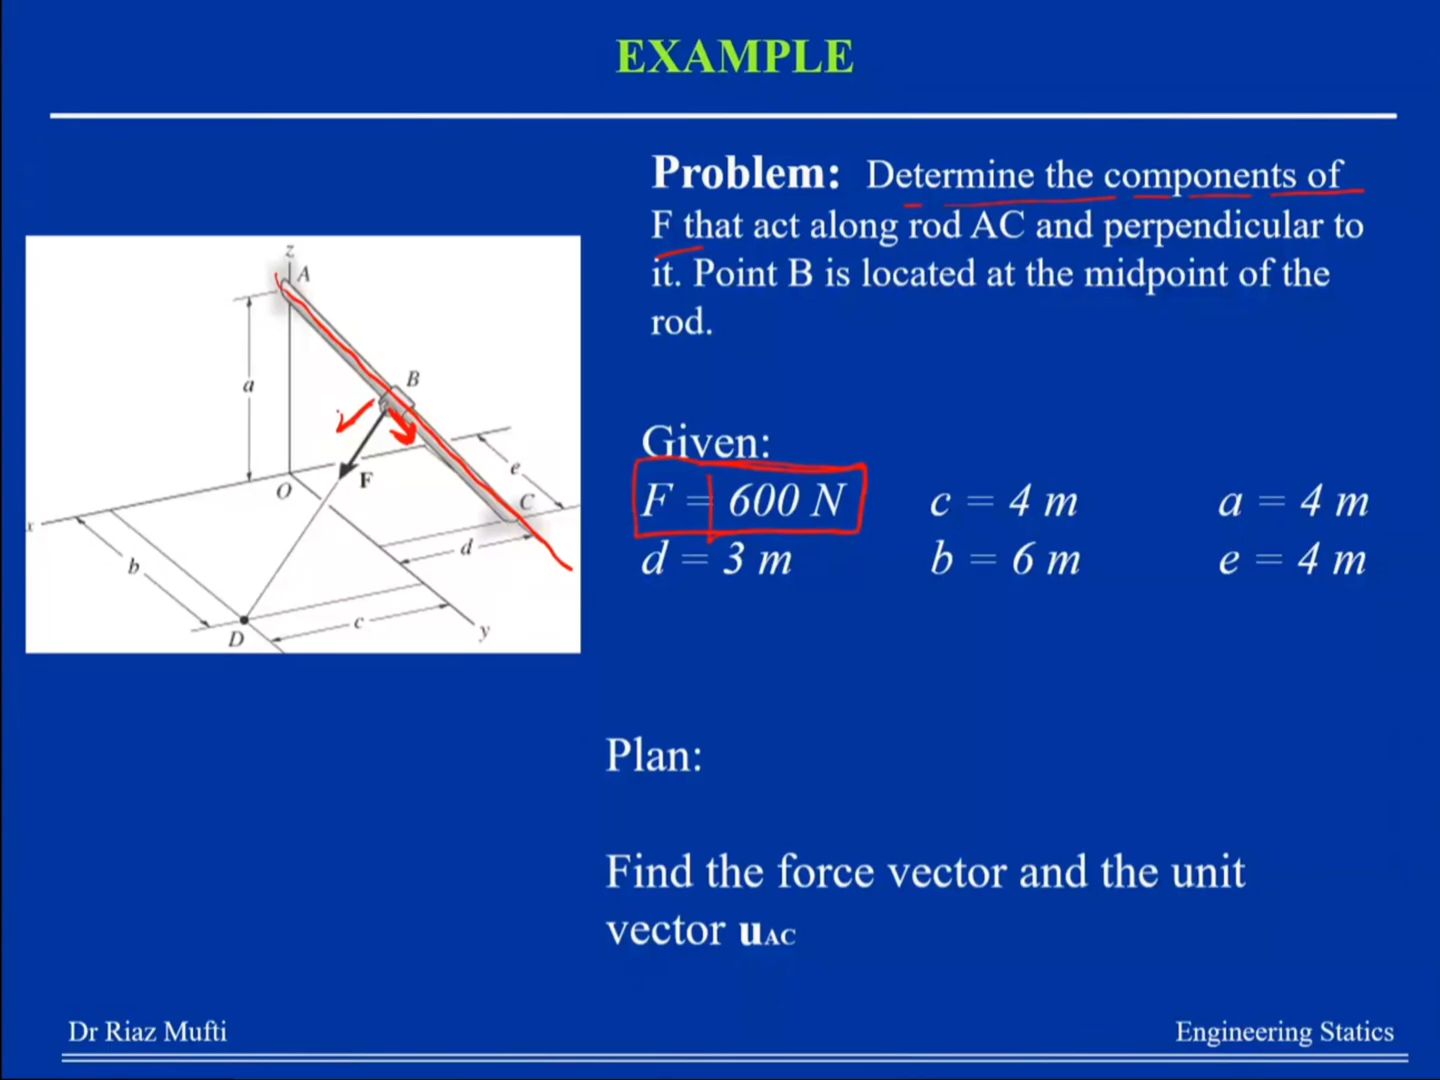 EXAMPLE
Problem: Determine the components of
F that act along rod AC and perpendicular to
it. Point B is located at the midpoint of the
rod.
z
A
a
B
e
F
O
C
x
d
b
c
D
y
Given:
F = 600 N c = 4 m a = 4 m
d = 3 m b = 6 m e = 4 m
Plan:
Find the force vector and the unit
vector uAC
Dr Riaz Mufti Engineering Statics